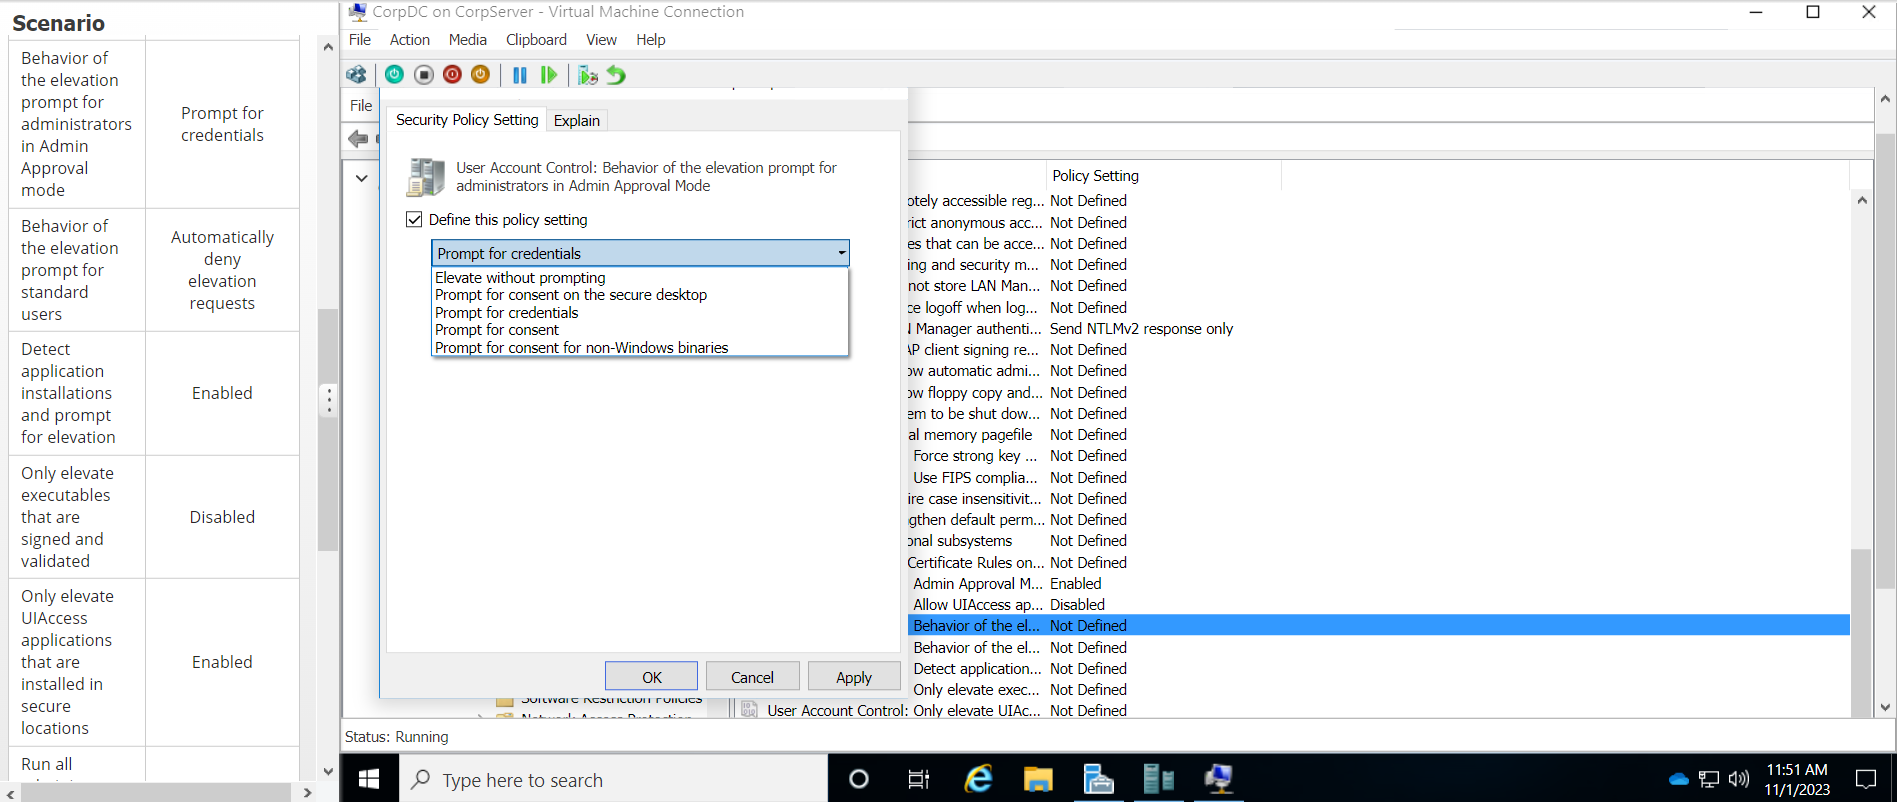 Scenario
Behavior of
the elevation
prompt for
administrators
in Admin
Approval
mode
Prompt for
credentials
Behavior of
the elevation
prompt for
standard
users
Automatically
deny
elevation
requests
Detect
application
installations
and prompt
for elevation
Enabled
Only elevate
executables
that are
signed and
validated
Disabled
Only elevate
UIAccess
applications
that are
installed in
secure
locations
Enabled
Run all
CorpDC on CorpServer - Virtual Machine Connection
File Action Media Clipboard View Help
File
Security Policy Setting Explain
User Account Control: Behavior of the elevation prompt for
administrators in Admin Approval Mode
Define this policy setting
Prompt for credentials
Elevate without prompting
Prompt for consent on the secure desktop
Prompt for credentials
Prompt for consent
Prompt for consent for non-Windows binaries
OK Cancel Apply
Policy Setting
otely accessible reg... Not Defined
rict anonymous acc... Not Defined
es that can be acce... Not Defined
ing and security m... Not Defined
not store LAN Man... Not Defined
ce logoff when log... Not Defined
N Manager authenti... Send NTLMv2 response only
AP client signing re... Not Defined
ow automatic admi... Not Defined
ow floppy copy and... Not Defined
em to be shut dow... Not Defined
al memory pagefile Not Defined
Force strong key ... Not Defined
Use FIPS complia... Not Defined
ire case insensitivit... Not Defined
ngthen default perm... Not Defined
onal subsystems Not Defined
Certificate Rules on... Not Defined
Admin Approval M... Enabled
Allow UIAccess ap... Disabled
Behavior of the el... Not Defined
Behavior of the el... Not Defined
Detect application... Not Defined
Only elevate exec... Not Defined
User Account Control: Only elevate UIAc... Not Defined
Software Restriction Policies
Network Access Protection
Status: Running
Type here to search
11:51 AM
11/1/2023